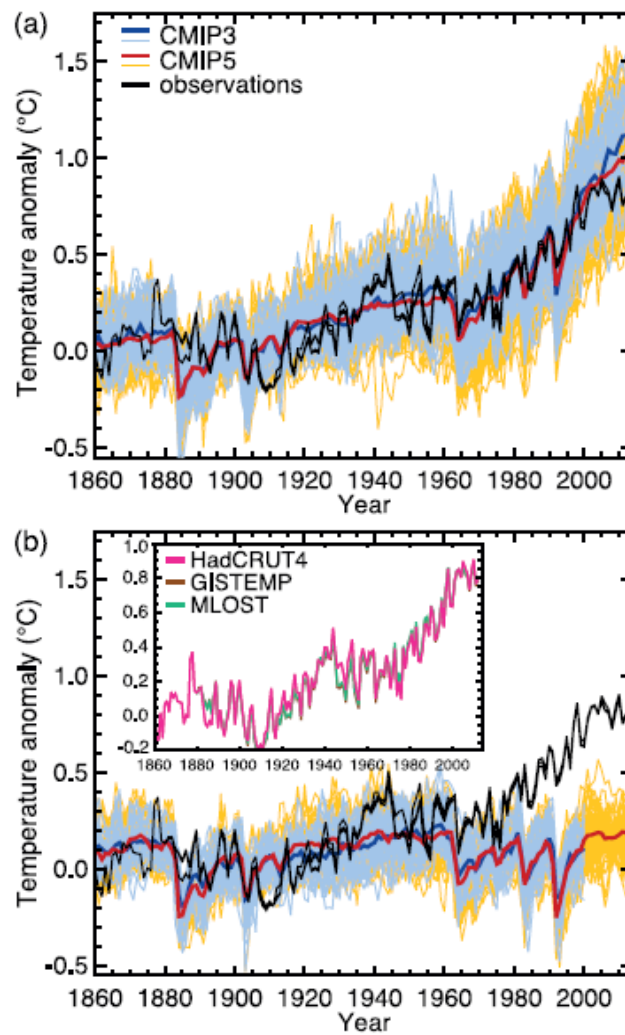 (a)
CMIP3
CMIP5
observations
Temperature anomaly (°C)
1.5
1.0
0.5
0.0
-0.5
1860 1880 1900 1920 1940 1960 1980 2000
Year
(b)
HadCRUT4
GISTEMP
MLOST
1.0
0.8
0.6
0.4
0.2
0.0
-0.2
1860 1880 1900 1920 1940 1960 1980 2000
Temperature anomaly (°C)
1.5
1.0
0.5
0.0
-0.5
1860 1880 1900 1920 1940 1960 1980 2000
Year